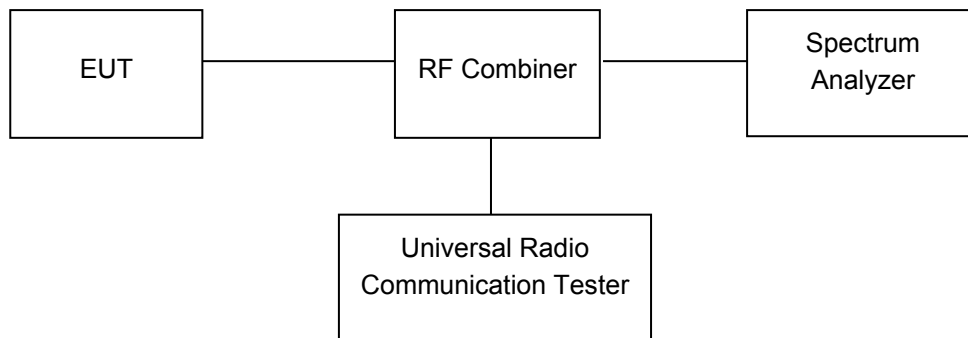 EUT
RF Combiner
Spectrum
Analyzer
Universal Radio
Communication Tester